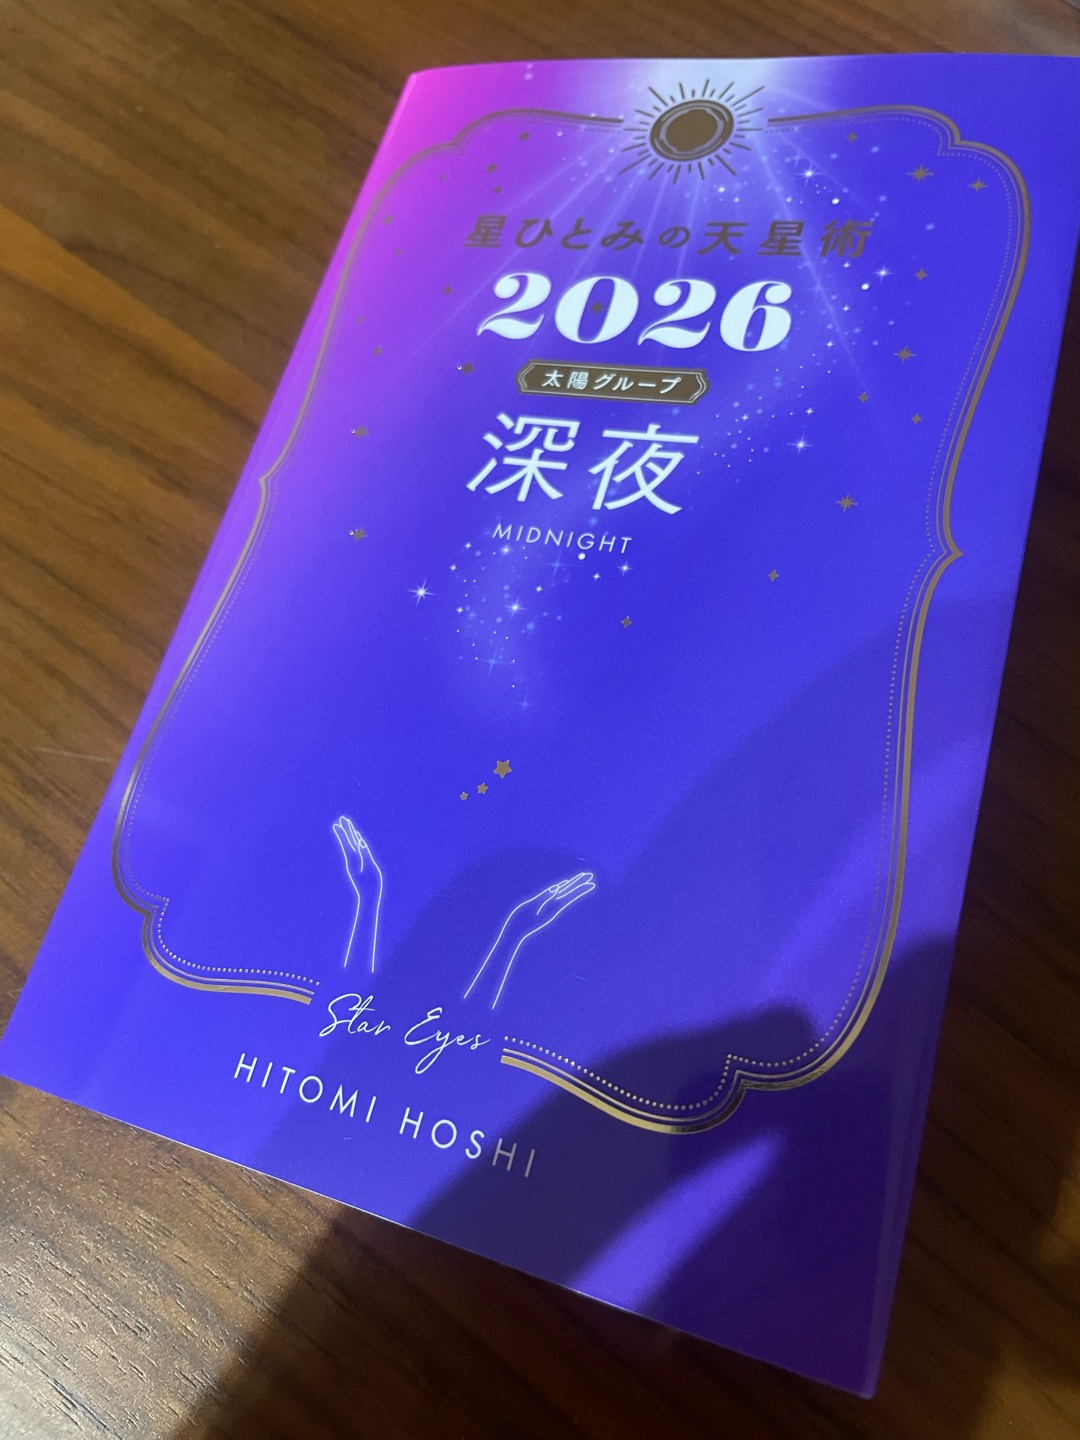 星ひとみの天星術
2026
太陽グループ
深夜
MIDNIGHT
Star Eyes
HITOMI HOSHI